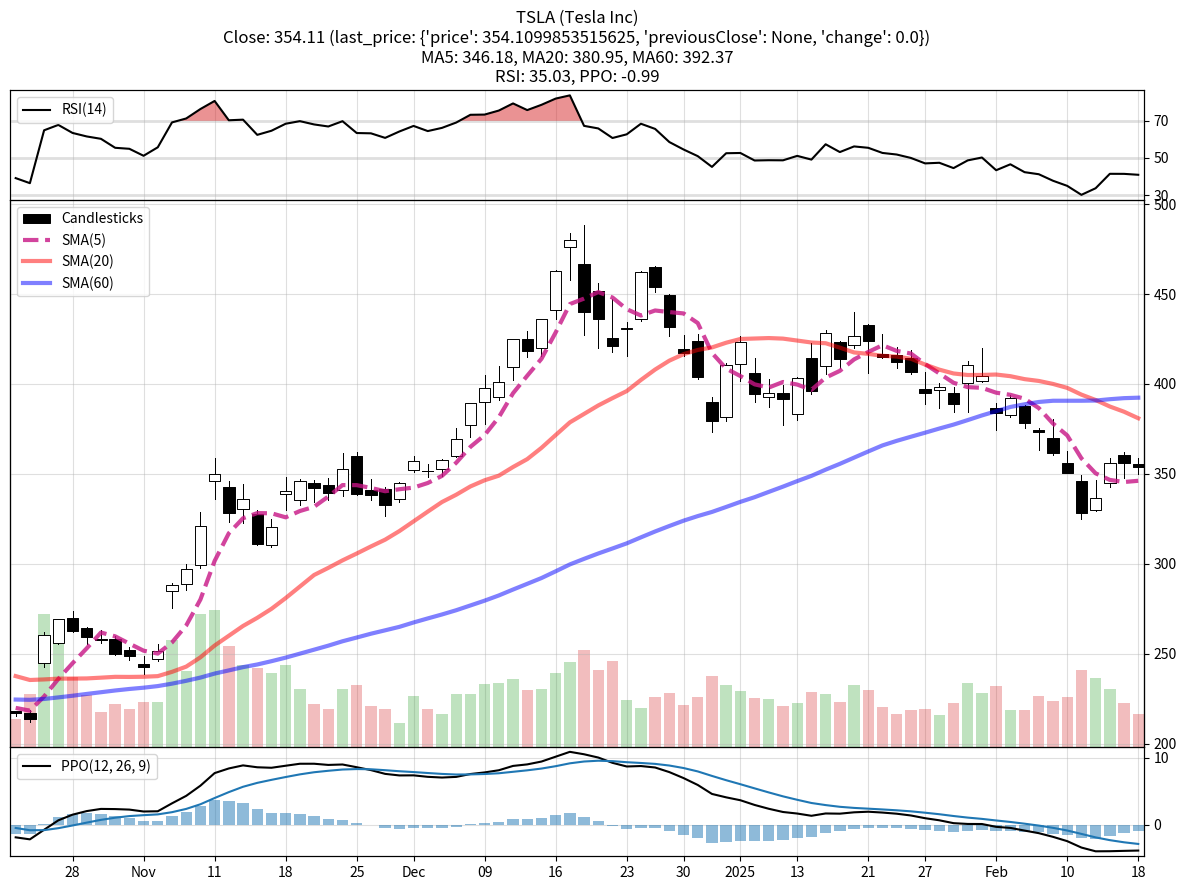 TSLA (Tesla Inc)
Close: 354.11 (last_price: {'price': 354.1099853515625, 'previousClose': None, 'change': 0.0})
MA5: 346.18, MA20: 380.95, MA60: 392.37
RSI: 35.03, PPO: -0.99
RSI(14)
70
50
30
500
Candlesticks
SMA(5)
SMA(20)
SMA(60)
450
400
350
300
250
200
PPO(12, 26, 9)
10
0
28 Nov 11 18 25 Dec 09 16 23 30 2025 13 21 27 Feb 10 18